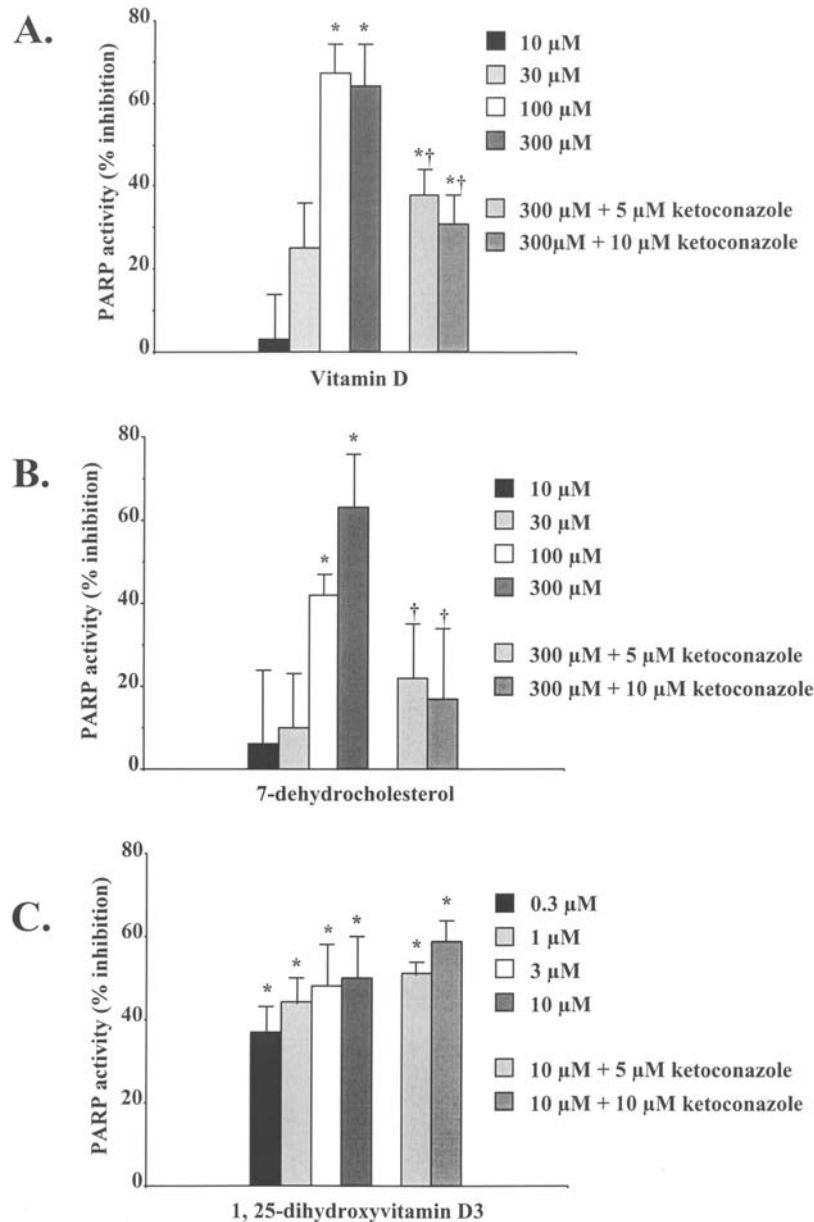 A.
PARP activity (% inhibition)
80
60
40
20
0
* *
*† *†
Vitamin D
10 µM
30 µM
100 µM
300 µM
300 µM + 5 µM ketoconazole
300µM + 10 µM ketoconazole
B.
PARP activity (% inhibition)
80
60
40
20
0
* *
† †
7-dehydrocholesterol
10 µM
30 µM
100 µM
300 µM
300 µM + 5 µM ketoconazole
300 µM + 10 µM ketoconazole
C.
PARP activity (% inhibition)
80
60
40
20
0
* * * *
* *
1, 25-dihydroxyvitamin D3
0.3 µM
1 µM
3 µM
10 µM
10 µM + 5 µM ketoconazole
10 µM + 10 µM ketoconazole